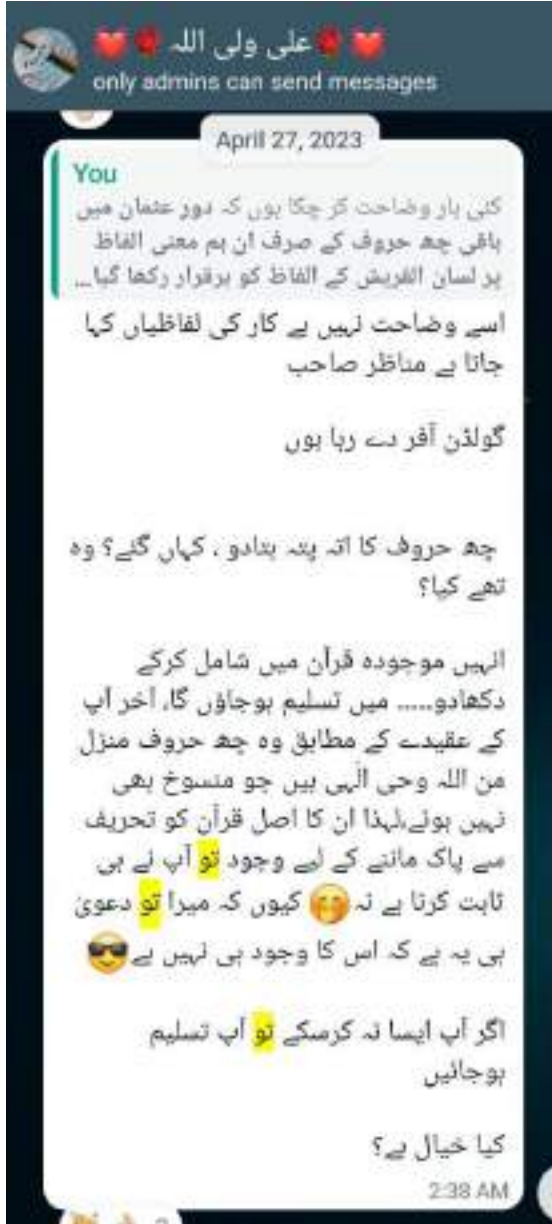 علی ولی اللہ
only admins can send messages
April 27, 2023
You
کئی بار وضاحت کر چکا ہوں کہ دور عثمان میں
باقی چھ حروف کے صرف ان ہم معنی الفاظ
پر لسان القریش کے الفاظ کو برقرار رکھا گیا...
اسے وضاحت نہیں بے کار کی لفاظیاں کہا
جاتا ہے مناظر صاحب
گولڈن آفر دے رہا ہوں
چھ حروف کا اتہ پتہ بتادو ، کہاں گئے؟ وہ
تھے کیا؟
انہیں موجودہ قرآن میں شامل کرکے
دکھادو..... میں تسلیم ہوجاؤں گا، آخر آپ
کے عقیدے کے مطابق وہ چھ حروف منزل
من اللہ وحی الٰہی ہیں جو منسوخ بھی
نہیں ہوئے،لہذا ان کا اصل قرآن کو تحریف
سے پاک ماننے کے لیے وجود تو آپ نے ہی
ثابت کرنا ہے نہ 🤭 کیوں کہ میرا تو دعویٰ
ہی یہ ہے کہ اس کا وجود ہی نہیں ہے 😎
اگر آپ ایسا نہ کرسکے تو آپ تسلیم
ہوجائیں
کیا خیال ہے؟
2:38 AM